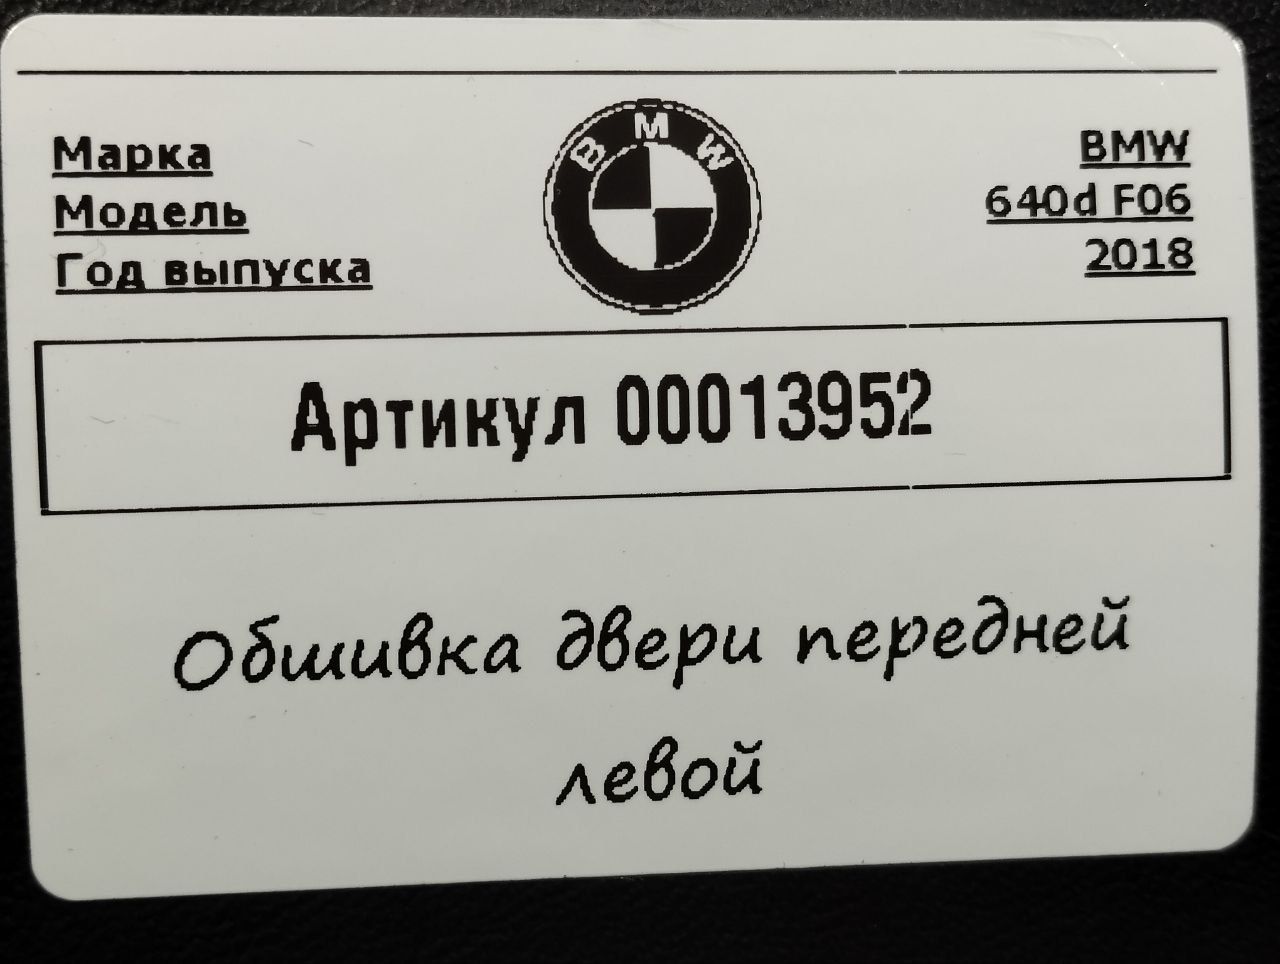 Марка
Модель
Год выпуска
BMW
BMW
640d F06
2018
Артикул 00013952
Обшивка двери передней
левой